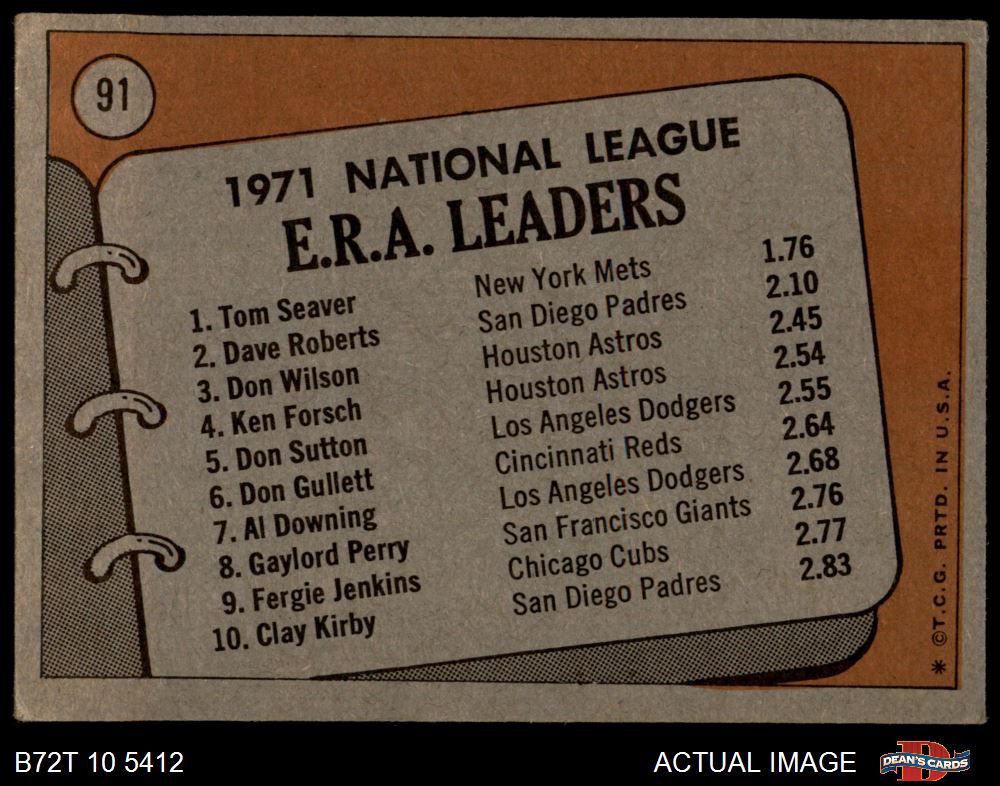 91
1971 NATIONAL LEAGUE
E.R.A. LEADERS
1. Tom Seaver New York Mets 1.76
2. Dave Roberts San Diego Padres 2.10
3. Don Wilson Houston Astros 2.45
4. Ken Forsch Houston Astros 2.54
5. Don Sutton Los Angeles Dodgers 2.55
6. Don Gullett Cincinnati Reds 2.64
7. Al Downing Los Angeles Dodgers 2.68
8. Gaylord Perry San Francisco Giants 2.76
9. Fergie Jenkins Chicago Cubs 2.77
10. Clay Kirby San Diego Padres 2.83
* ©T.C.G. PRTD. IN U.S.A.
B72T 10 5412 ACTUAL IMAGE
D
DEAN'S CARDS